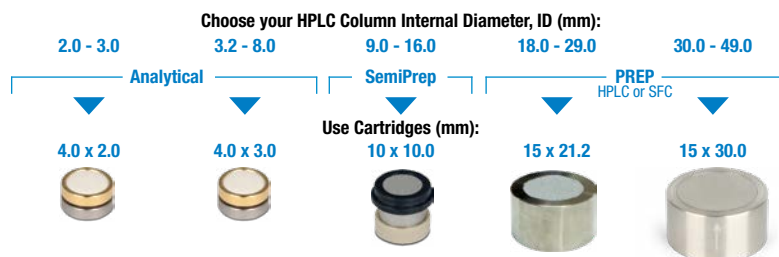 Choose your HPLC Column Internal Diameter, ID (mm):
2.0 - 3.0 3.2 - 8.0 9.0 - 16.0 18.0 - 29.0 30.0 - 49.0
Analytical SemiPrep PREP
HPLC or SFC
Use Cartridges (mm):
4.0 x 2.0 4.0 x 3.0 10 x 10.0 15 x 21.2 15 x 30.0